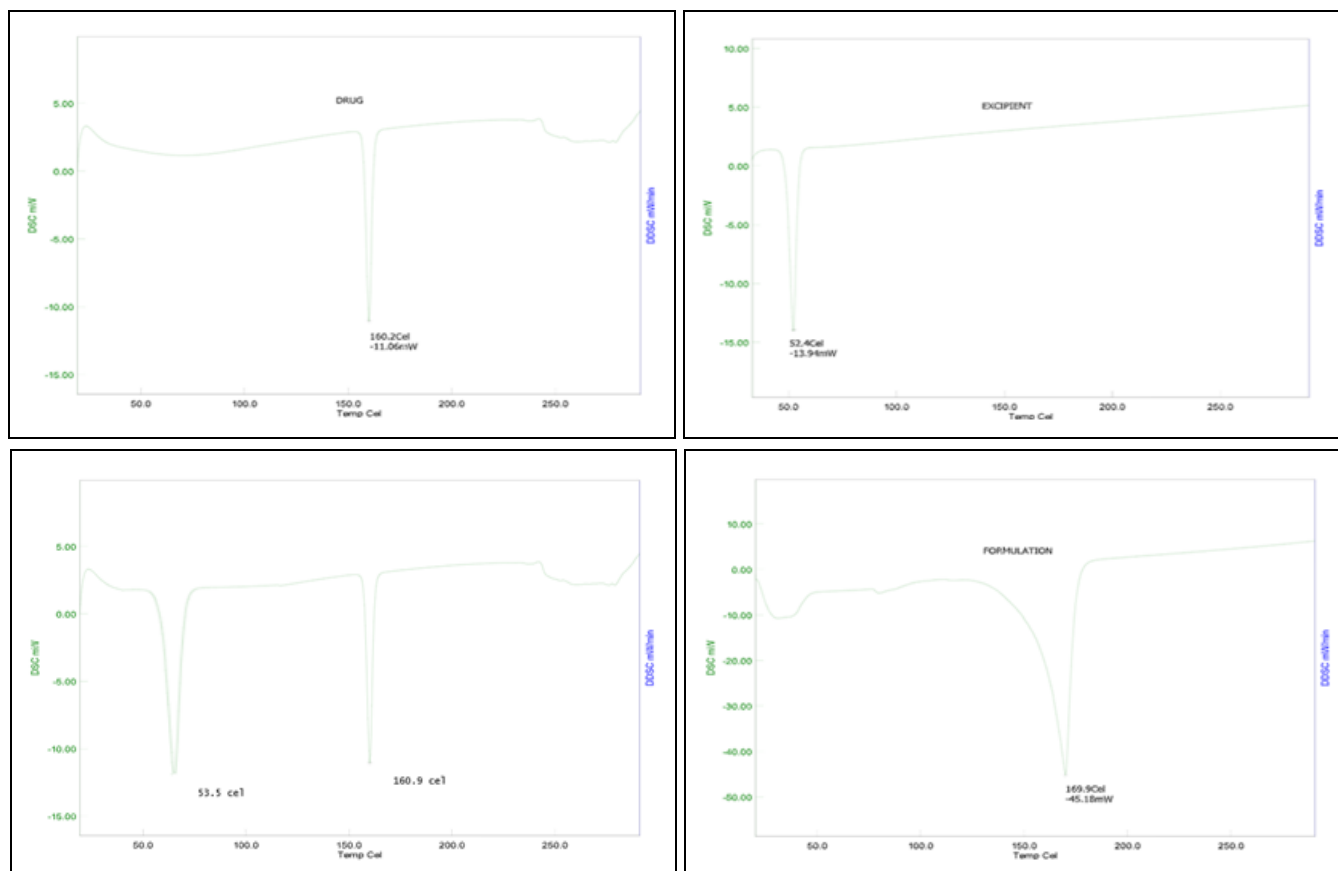 5.00
0.00
-5.00
-10.00
-15.00
DSC mW
DRUG
160.2Cel
-11.06mW
50.0 100.0 150.0 200.0 250.0
Temp Cel
DDSC mW/min
10.00
5.00
0.00
-5.00
-10.00
-15.00
DSC mW
EXCIPIENT
52.4Cel
-13.94mW
50.0 100.0 150.0 200.0 250.0
Temp Cel
DDSC mW/min
5.00
0.00
-5.00
-10.00
-15.00
DSC mW
53.5 cel
160.9 cel
50.0 100.0 150.0 200.0 250.0
Temp Cel
DDSC mW/min
10.00
0.00
-10.00
-20.00
-30.00
-40.00
-50.00
DSC mW
FORMULATION
169.9Cel
-45.18mW
50.0 100.0 150.0 200.0 250.0
Temp Cel
DDSC mW/min